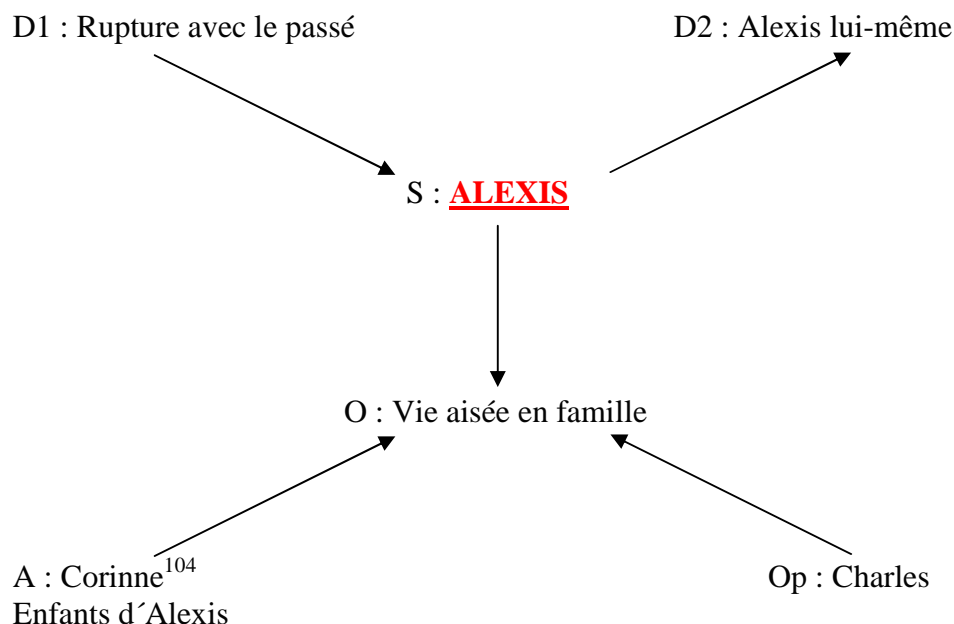 D1 : Rupture avec le passé
D2 : Alexis lui-même
S : ALEXIS
O : Vie aisée en famille
A : Corinne104
Enfants d´Alexis
Op : Charles